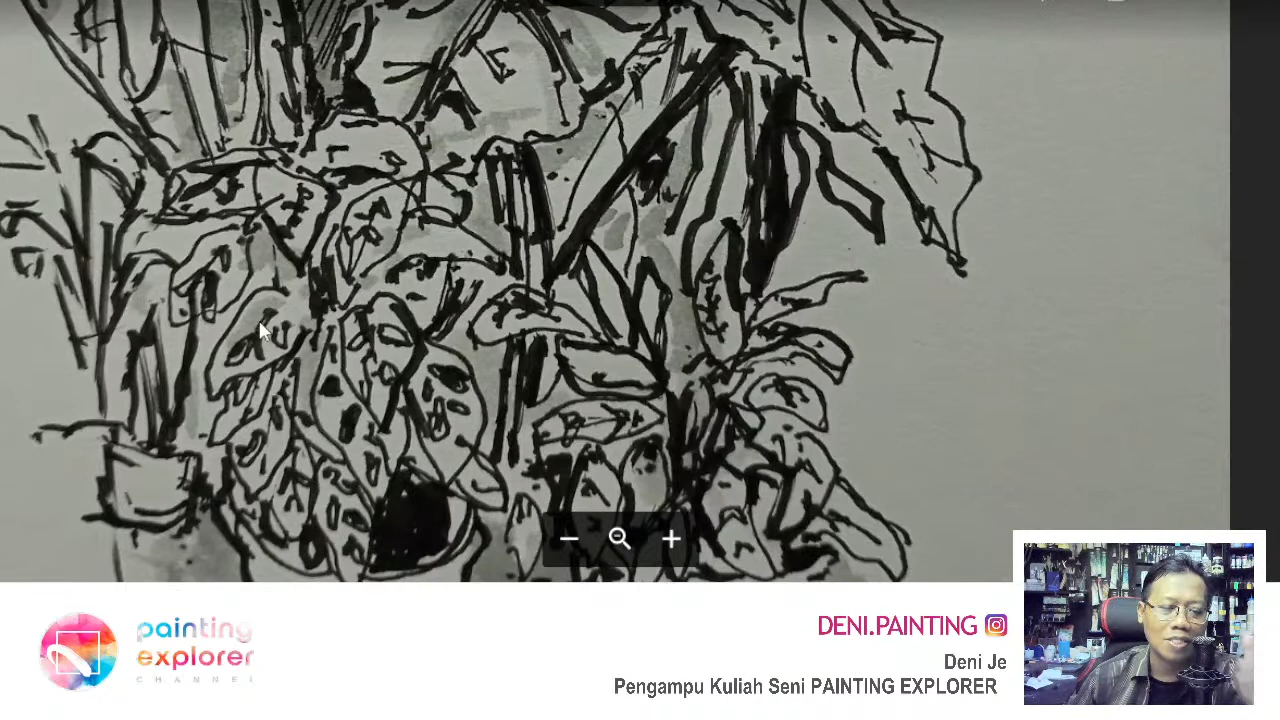 painting
explorer
CHANNEL
DENI.PAINTING
Deni Je
Pengampu Kuliah Seni PAINTING EXPLORER